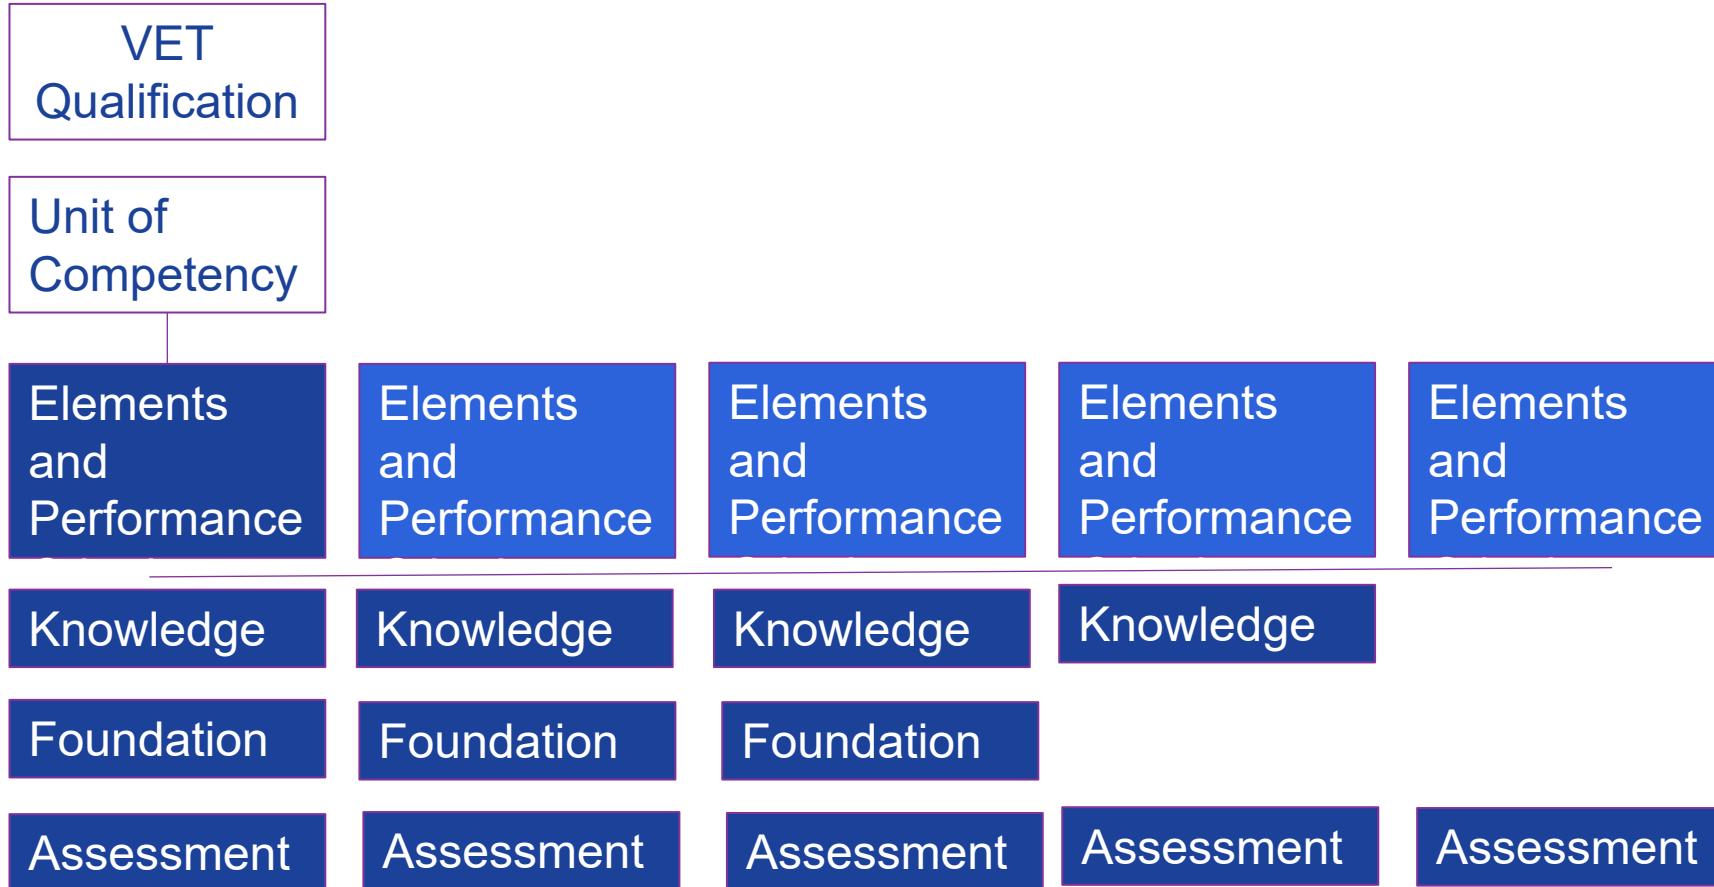 VET
Qualification
Unit of
Competency
Elements
and
Performance
Elements
and
Performance
Elements
and
Performance
Elements
and
Performance
Elements
and
Performance
Knowledge
Knowledge
Knowledge
Knowledge
Foundation
Foundation
Foundation
Assessment
Assessment
Assessment
Assessment
Assessment